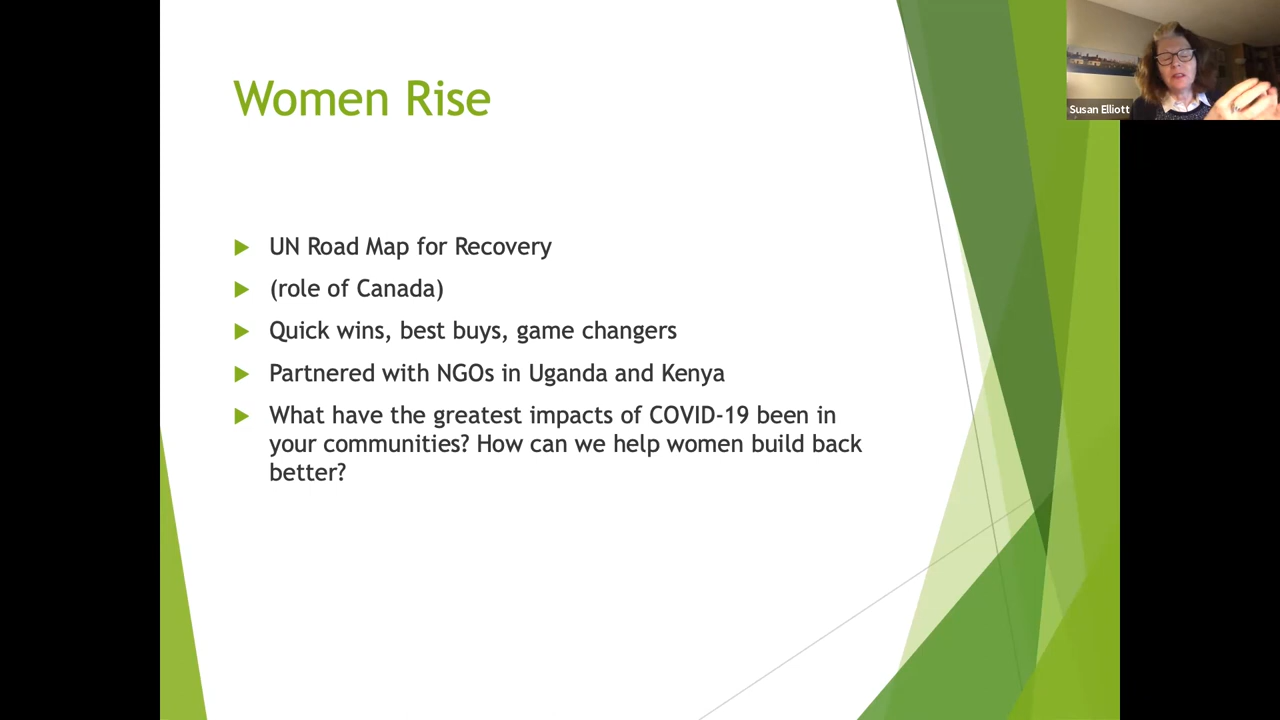 Women Rise
Susan Elliott
UN Road Map for Recovery
(role of Canada)
Quick wins, best buys, game changers
Partnered with NGOs in Uganda and Kenya
What have the greatest impacts of COVID-19 been in
your communities? How can we help women build back
better?